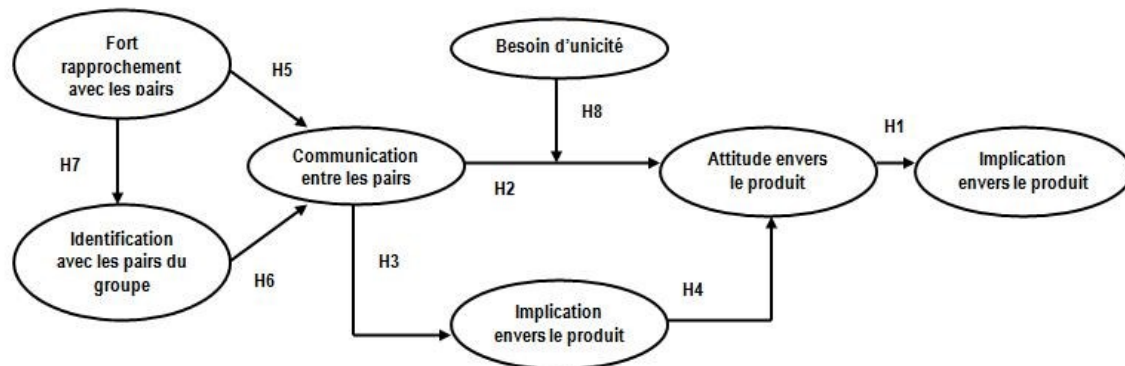 Fort
rapprochement
avec les pairs
H5
Besoin d'unicité
H7
H8
H1
Communication
entre les pairs
H2
Attitude envers
le produit
Implication
envers le produit
Identification
avec les pairs du
groupe
H6
H3
H4
Implication
envers le produit